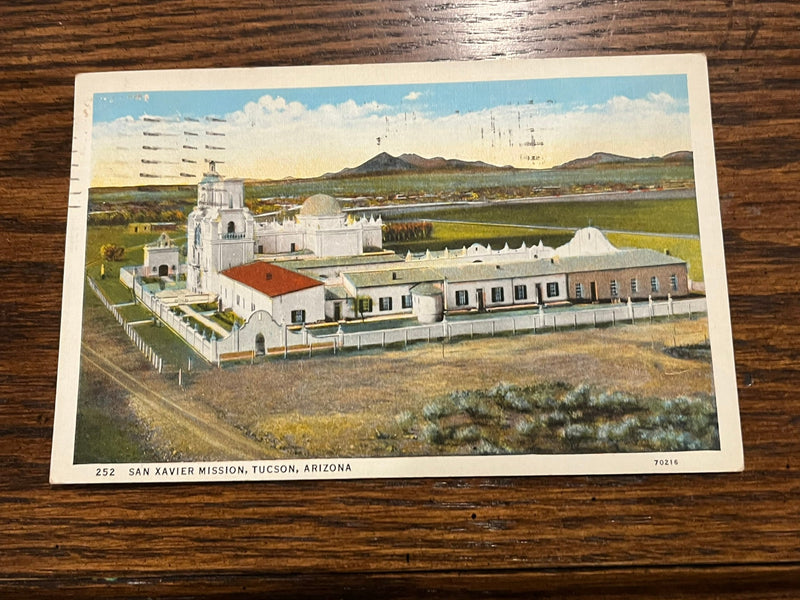 252 SAN XAVIER MISSION, TUCSON, ARIZONA
70216